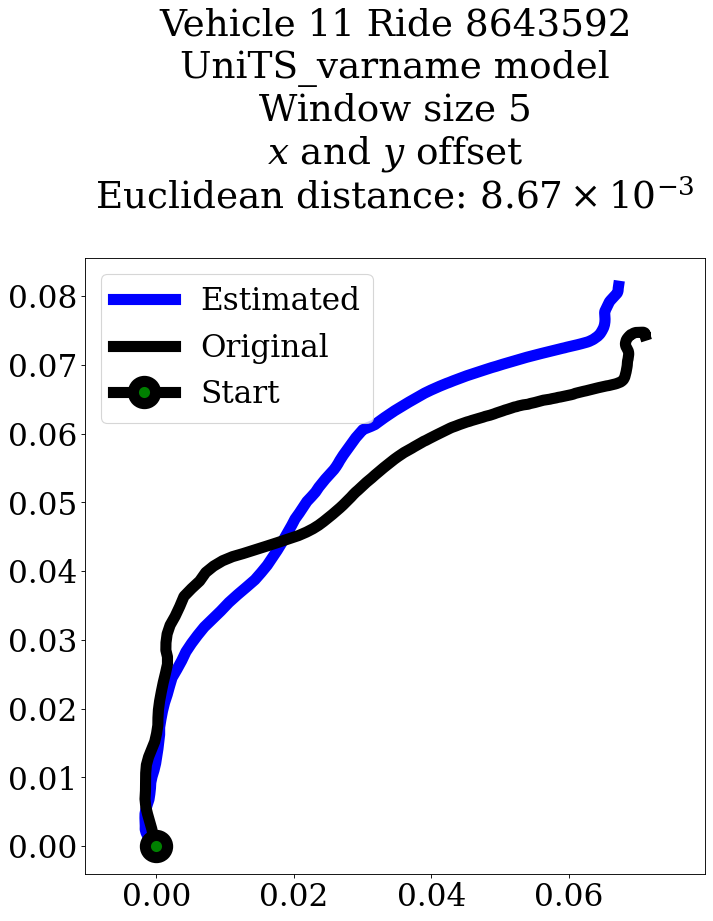 Vehicle 11 Ride 8643592
UniTS_varname model
Window size 5
x and y offset
Euclidean distance: 8.67 × 10⁻³
Estimated
Original
Start
0.08
0.07
0.06
0.05
0.04
0.03
0.02
0.01
0.00
0.00 0.02 0.04 0.06